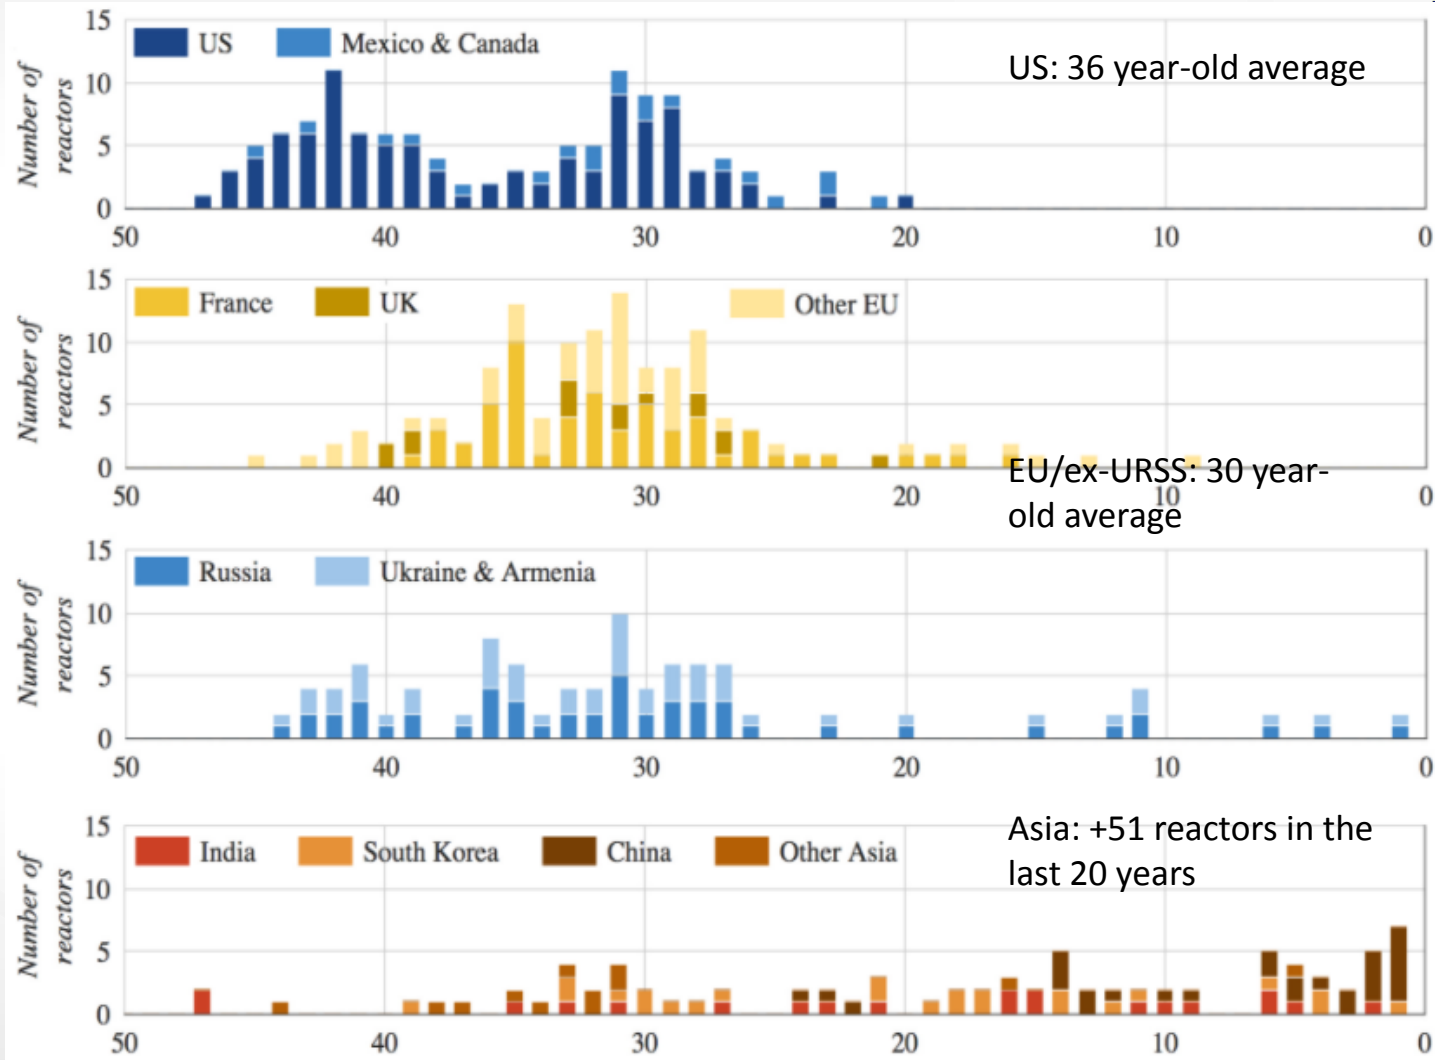 15
US Mexico & Canada
US: 36 year-old average
10
5
0
Number of
reactors
50 40 30 20 10 0
15
France UK Other EU
10
5
0
Number of
reactors
50 40 30 20 10 0
EU/ex-URSS: 30 year-
old average
15
Russia Ukraine & Armenia
10
5
0
Number of
reactors
50 40 30 20 10 0
15
India South Korea China Other Asia
Asia: +51 reactors in the
last 20 years
10
5
0
Number of
reactors
50 40 30 20 10 0